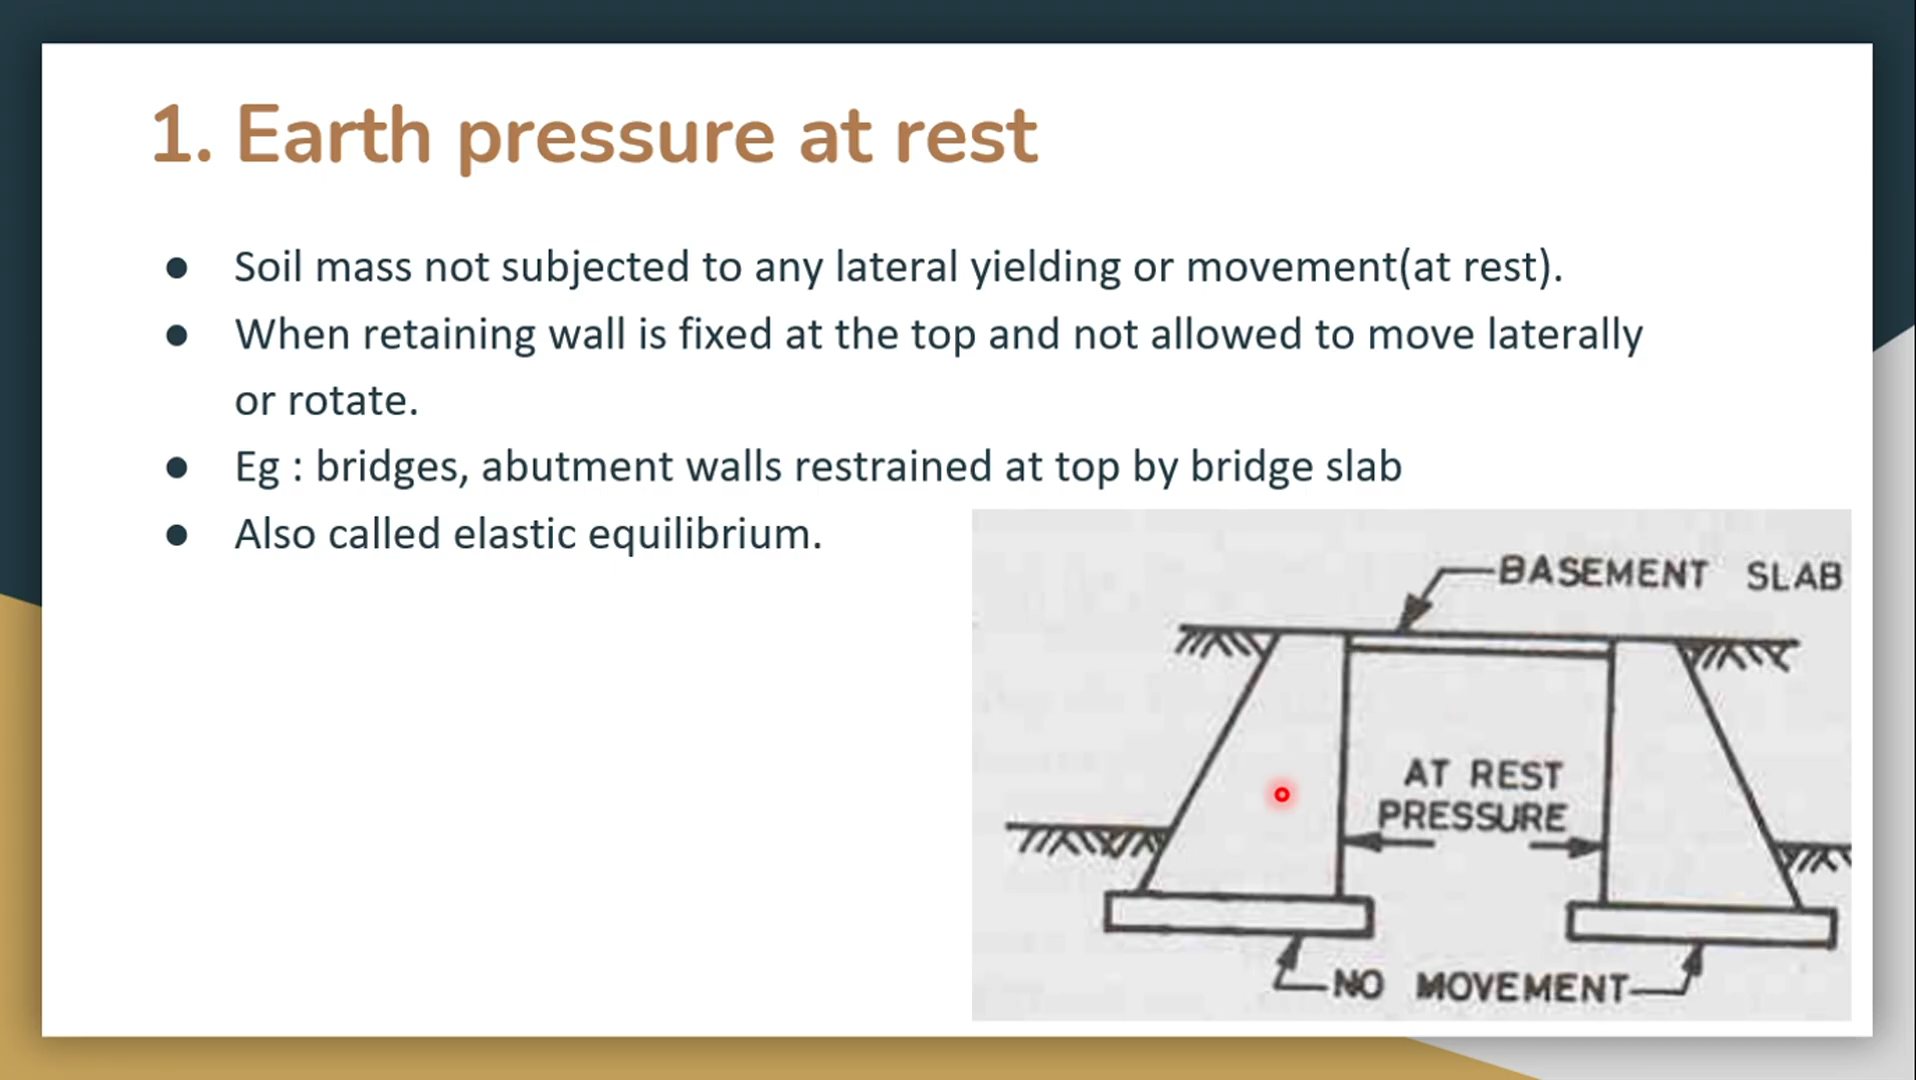 1. Earth pressure at rest
● Soil mass not subjected to any lateral yielding or movement(at rest).
● When retaining wall is fixed at the top and not allowed to move laterally
or rotate.
● Eg : bridges, abutment walls restrained at top by bridge slab
● Also called elastic equilibrium.
BASEMENT SLAB
AT REST
PRESSURE
NO MOVEMENT